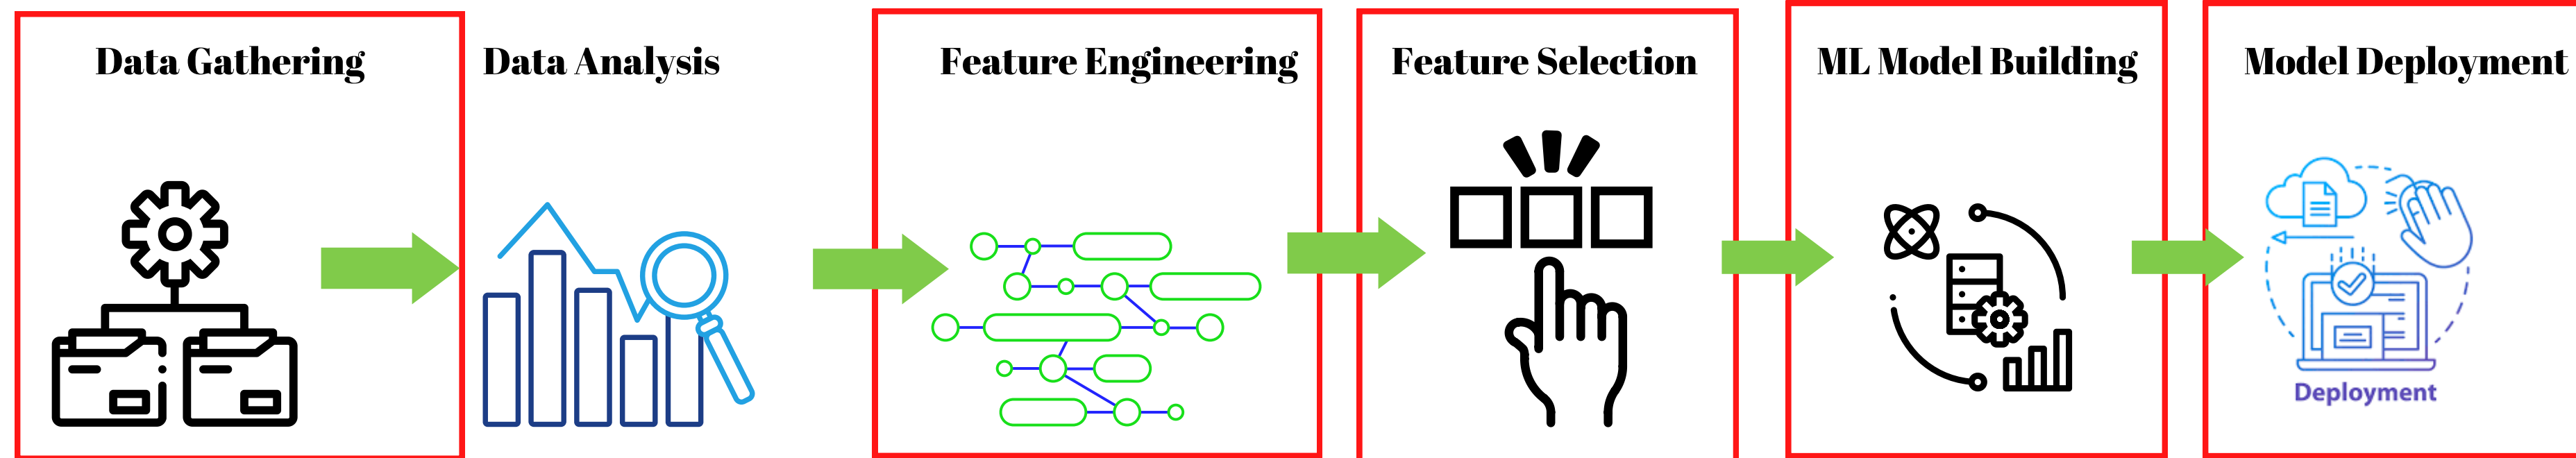 Data Gathering
Data Analysis
Feature Engineering
Feature Selection
ML Model Building
Model Deployment
Deployment